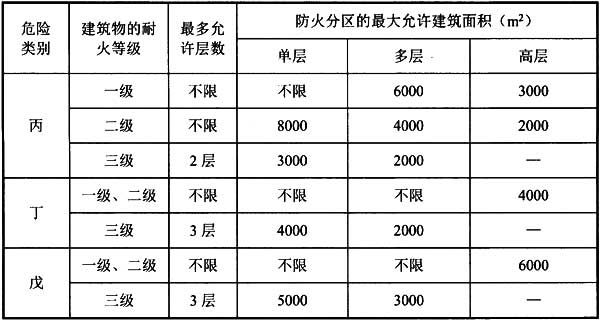 危险类别 建筑物的耐火等级 最多允许层数 防火分区的最大允许建筑面积（m²）
单层 多层 高层
丙 一级 不限 不限 6000 3000
二级 不限 8000 4000 2000
三级 2层 3000 2000 —
丁 一级、二级 不限 不限 不限 4000
三级 3层 4000 2000 —
戊 一级、二级 不限 不限 不限 6000
三级 3层 5000 3000 —